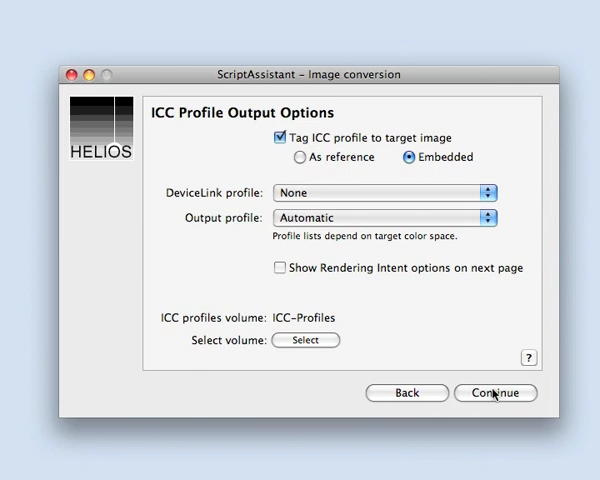 ScriptAssistant - Image conversion
HELIOS
ICC Profile Output Options
Tag ICC profile to target image
As reference Embedded
DeviceLink profile: None
Output profile: Automatic
Profile lists depend on target color space.
Show Rendering Intent options on next page
ICC profiles volume: ICC-Profiles
Select volume: Select
?
Back Continue